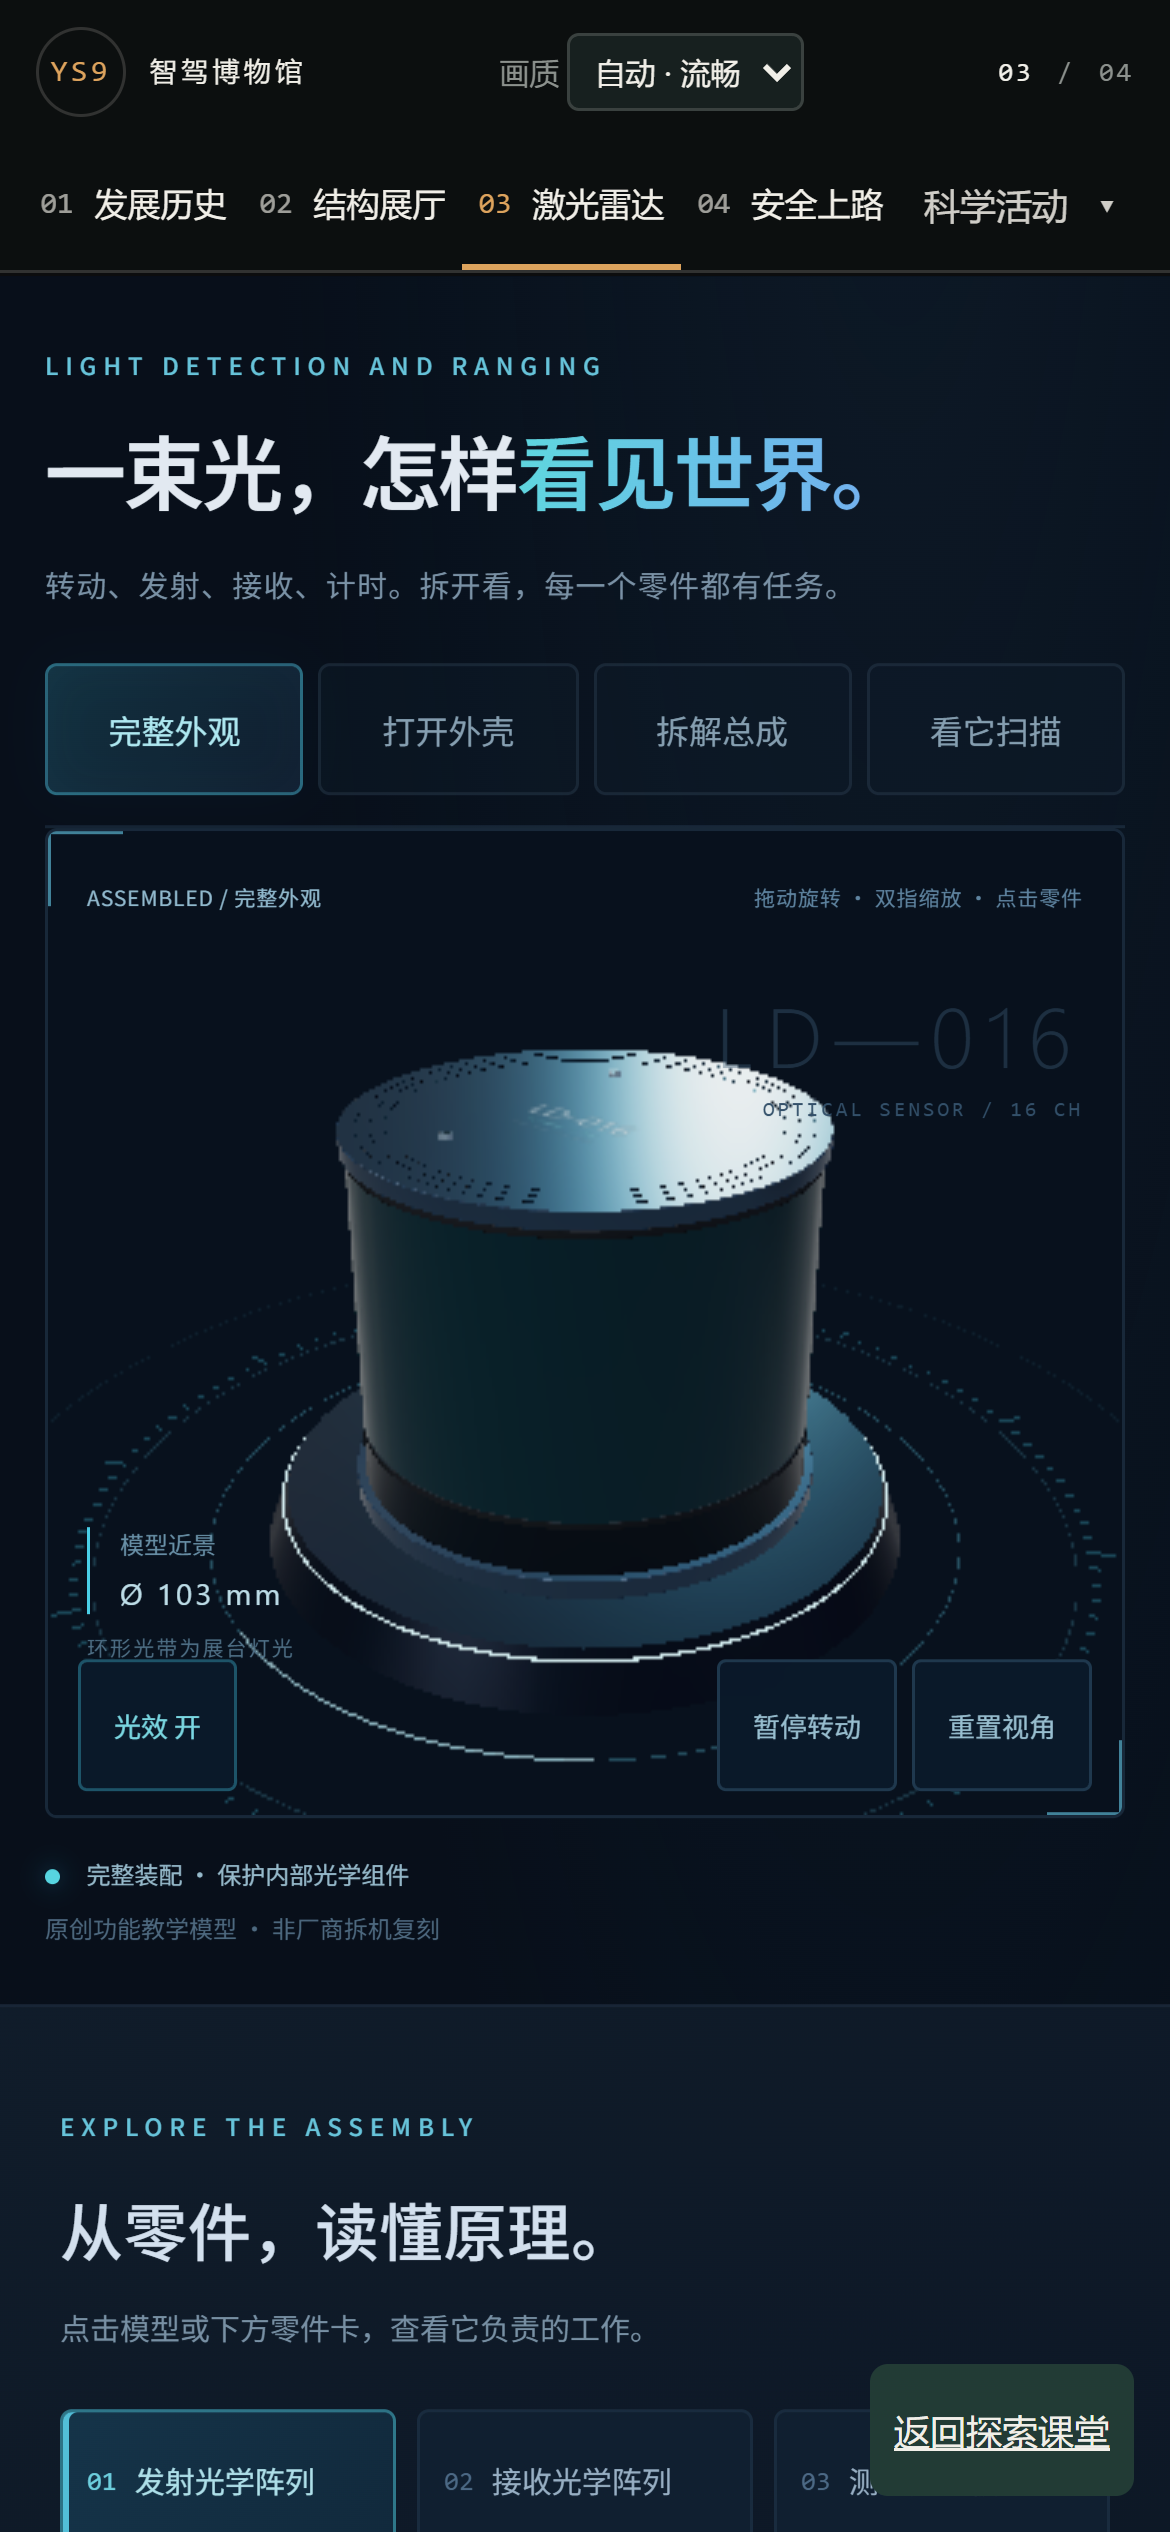 YS9 智驾博物馆 画质 自动 · 流畅 03 / 04
01 发展历史 02 结构展厅 03 激光雷达 04 安全上路 科学活动 ▼
LIGHT DETECTION AND RANGING
一束光，怎样看见世界。
转动、发射、接收、计时。拆开看，每一个零件都有任务。
完整外观 打开外壳 拆解总成 看它扫描
ASSEMBLED / 完整外观 拖动旋转 · 双指缩放 · 点击零件
LD—016
OPTICAL SENSOR / 16 CH
LD-016
模型近景
Ø 103 mm
环形光带为展台灯光
光效 开 暂停转动 重置视角
完整装配 · 保护内部光学组件
原创功能教学模型 · 非厂商拆机复刻
EXPLORE THE ASSEMBLY
从零件，读懂原理。
点击模型或下方零件卡，查看它负责的工作。
返回探索课堂
01 发射光学阵列 02 接收光学阵列 03 测